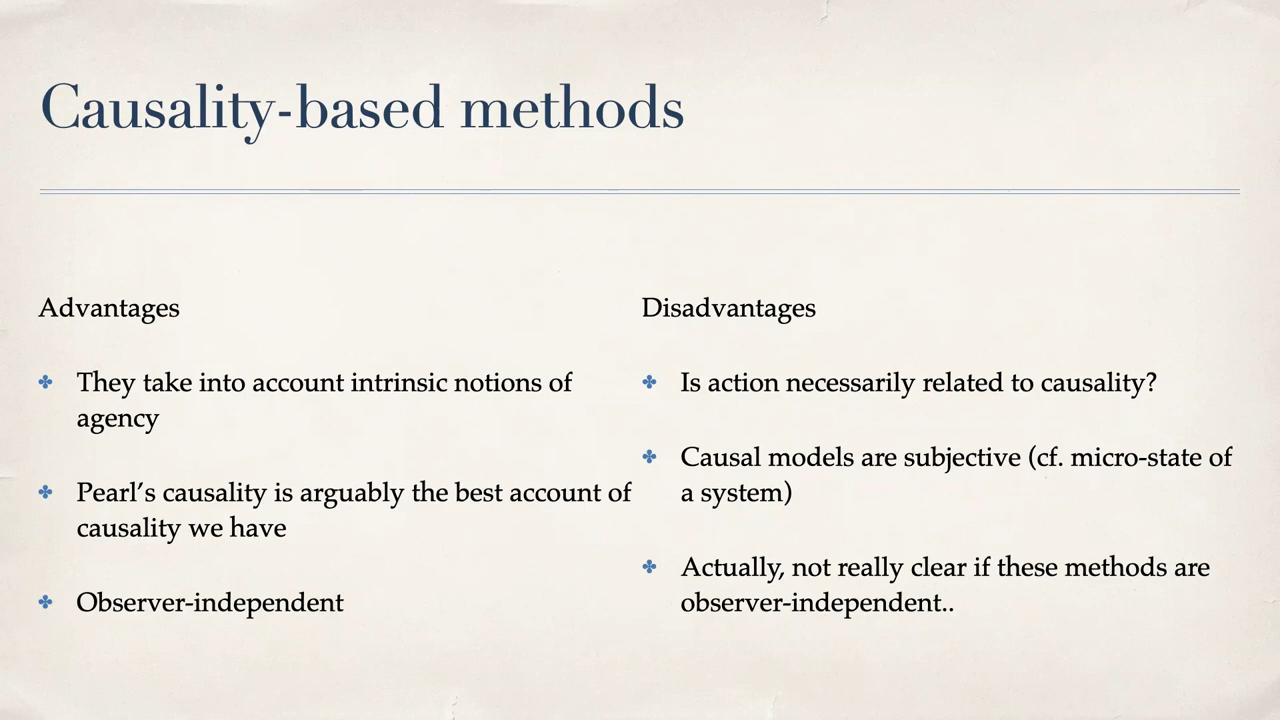 Causality-based methods
Advantages
They take into account intrinsic notions of
agency
Pearl’s causality is arguably the best account of
causality we have
Observer-independent
Disadvantages
Is action necessarily related to causality?
Causal models are subjective (cf. micro-state of
a system)
Actually, not really clear if these methods are
observer-independent..